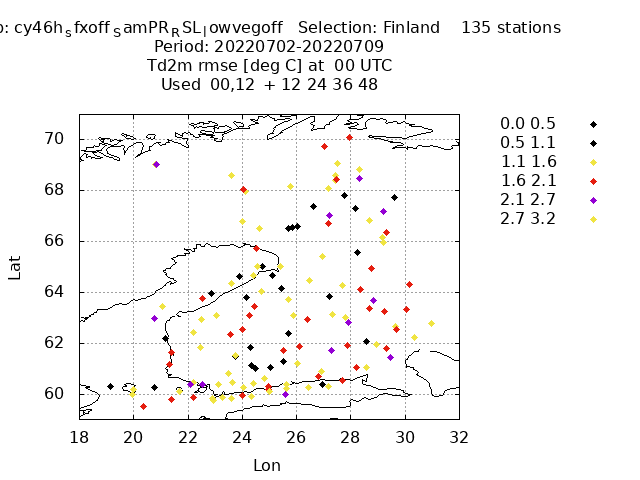 p: cy46h_sfxoff_SamPR_RSL_lowvegoff Selection: Finland 135 stations
Period: 20220702-20220709
Td2m rmse [deg C] at 00 UTC
Used 00,12 + 12 24 36 48
0.0 0.5
0.5 1.1
1.1 1.6
1.6 2.1
2.1 2.7
2.7 3.2
70
68
66
64
62
60
Lat
18 20 22 24 26 28 30 32
Lon